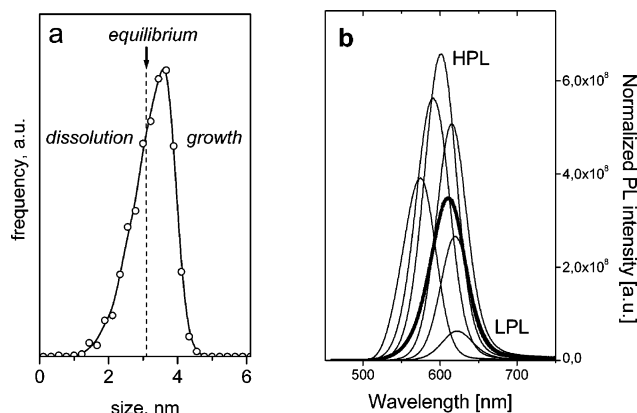 a
equilibrium
dissolution
growth
frequency, a.u.
0 2 4 6
size, nm
b
HPL
LPL
6,0x10⁸
4,0x10⁸
2,0x10⁸
0,0
Normalized PL intensity [a.u.]
500 600 700
Wavelength [nm]